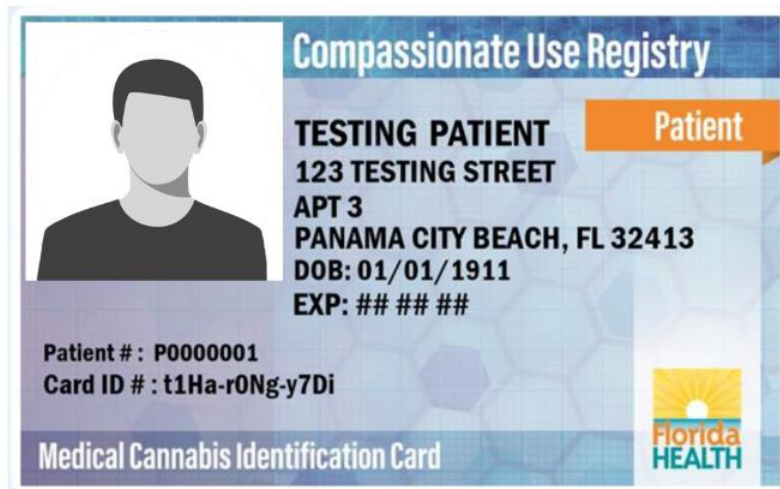 Compassionate Use Registry
Patient
TESTING PATIENT
123 TESTING STREET
APT 3
PANAMA CITY BEACH, FL 32413
DOB: 01/01/1911
EXP: ## ## ##
Patient # : P0000001
Card ID # : t1Ha-r0Ng-y7Di
Medical Cannabis Identification Card
Florida
HEALTH